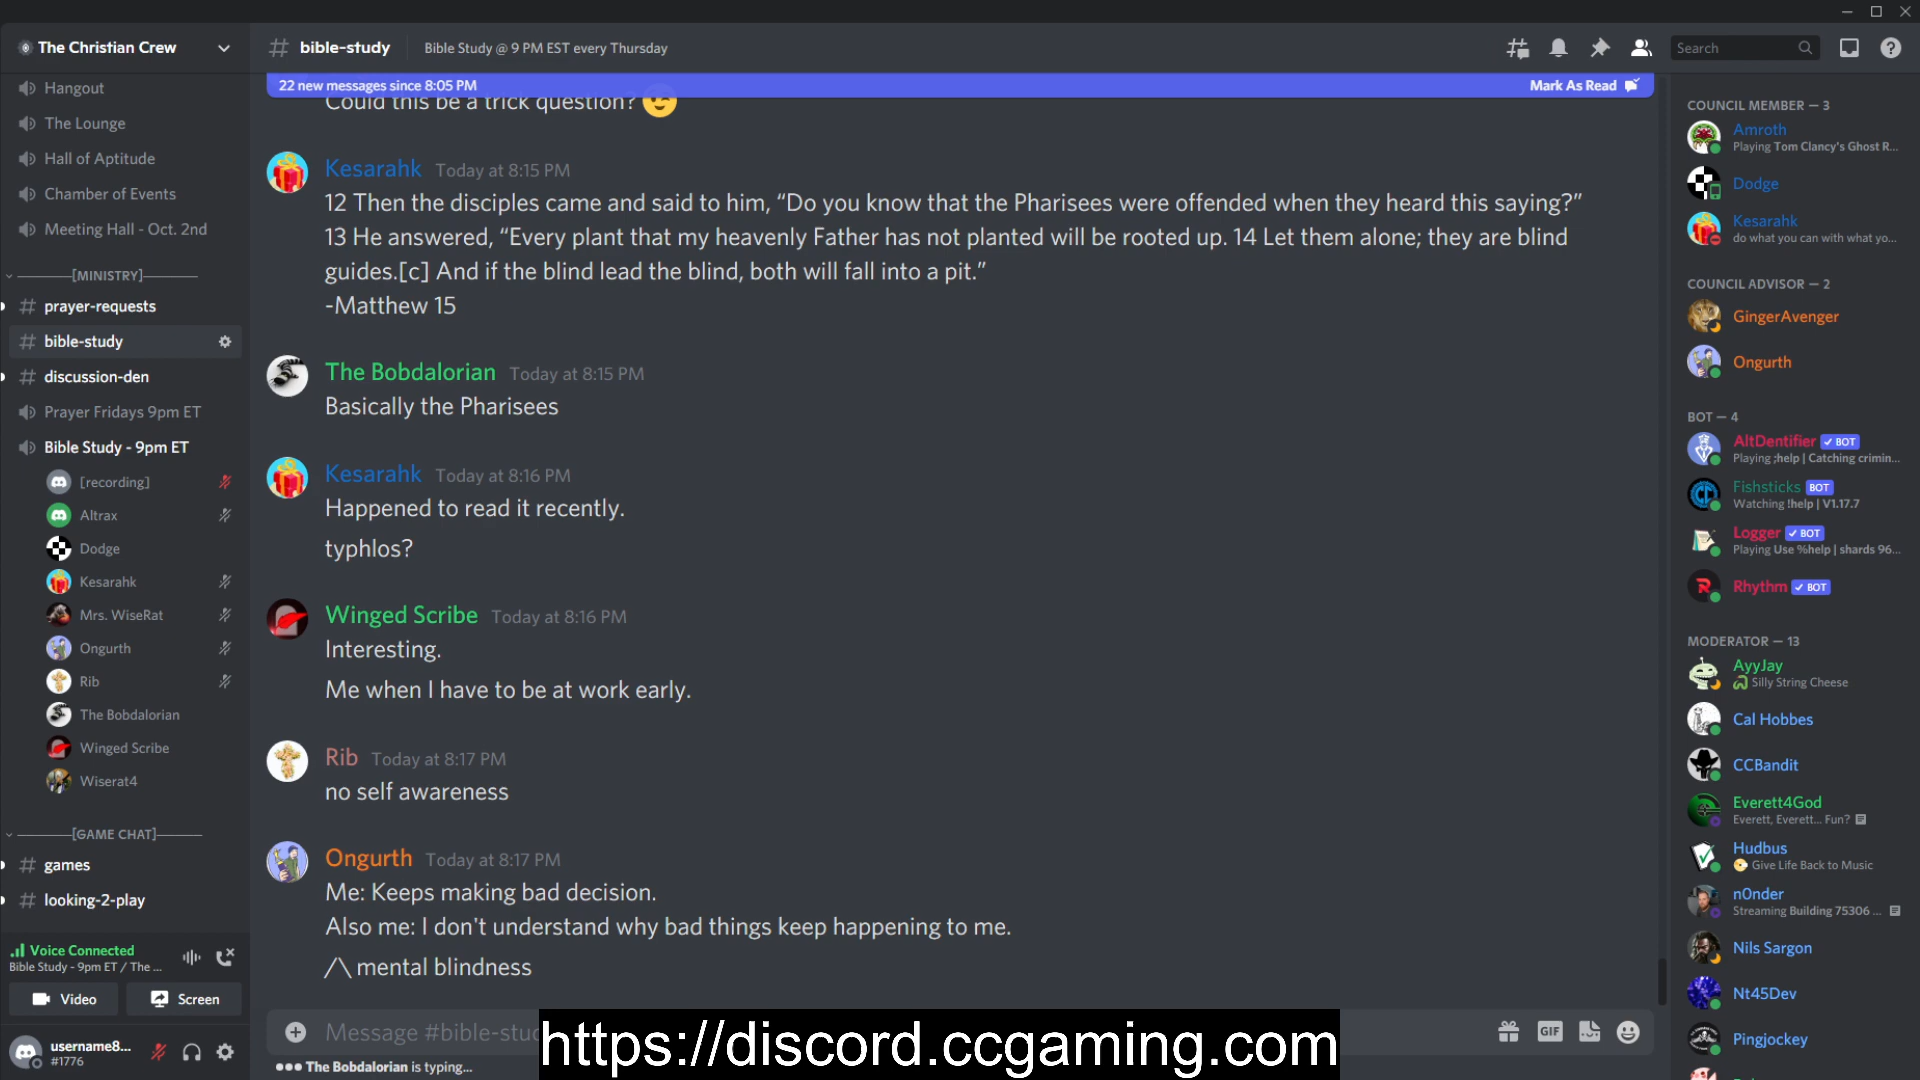 The Christian Crew
Hangout
The Lounge
Hall of Aptitude
Chamber of Events
Meeting Hall - Oct. 2nd
[MINISTRY]
# prayer-requests
# bible-study
# discussion-den
Prayer Fridays 9pm ET
Bible Study - 9pm ET
[recording]
Altrax
Dodge
Kesarahk
Mrs. WiseRat
Ongurth
Rib
The Bobdalorian
Winged Scribe
Wiserat4
[GAME CHAT]
# games
# looking-2-play
Voice Connected
Bible Study - 9pm ET / The ...
Video
Screen
username8...
#1776
# bible-study
Bible Study @ 9 PM EST every Thursday
Search
22 new messages since 8:05 PM
Mark As Read
Could this be a trick question?
Kesarahk Today at 8:15 PM
12 Then the disciples came and said to him, “Do you know that the Pharisees were offended when they heard this saying?”
13 He answered, “Every plant that my heavenly Father has not planted will be rooted up. 14 Let them alone; they are blind
guides.[c] And if the blind lead the blind, both will fall into a pit.”
-Matthew 15
The Bobdalorian Today at 8:15 PM
Basically the Pharisees
Kesarahk Today at 8:16 PM
Happened to read it recently.
typhlos?
Winged Scribe Today at 8:16 PM
Interesting.
Me when I have to be at work early.
Rib Today at 8:17 PM
no self awareness
Ongurth Today at 8:17 PM
Me: Keeps making bad decision.
Also me: I don't understand why bad things keep happening to me.
/\ mental blindness
Message #bible-stu
GIF
https://discord.ccgaming.com
The Bobdalorian is typing...
COUNCIL MEMBER — 3
Amroth
Playing Tom Clancy's Ghost R...
Dodge
Kesarahk
do what you can with what yo...
COUNCIL ADVISOR — 2
GingerAvenger
Ongurth
BOT — 4
AltDentifier BOT
Playing ;help | Catching crimin...
Fishsticks BOT
Watching !help | V1.17.7
Logger BOT
Playing Use %help | shards 96...
Rhythm BOT
MODERATOR — 13
AyyJay
Silly String Cheese
Cal Hobbes
CCBandit
Everett4God
Everett, Everett... Fun?
Hudbus
Give Life Back to Music
n0nder
Streaming Building 75306 ...
Nils Sargon
Nt45Dev
Pingjockey